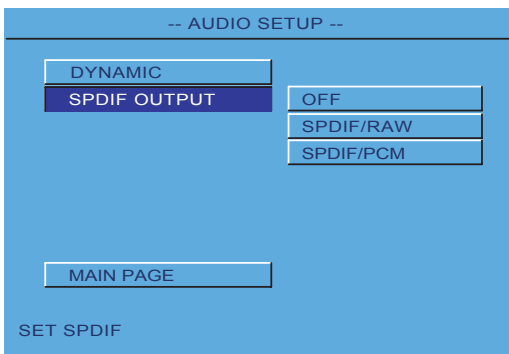 -- AUDIO SETUP --
DYNAMIC
SPDIF OUTPUT
OFF
SPDIF/RAW
SPDIF/PCM
MAIN PAGE
SET SPDIF